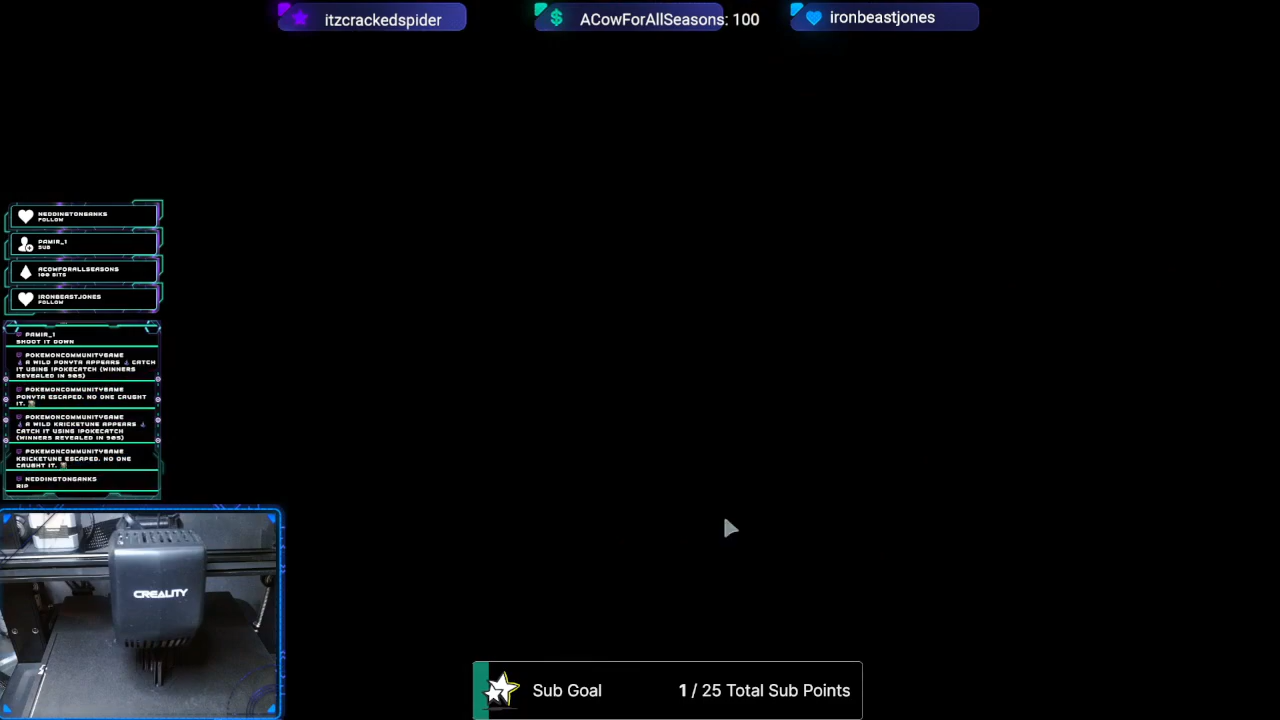 itzcrackedspider
ACowForAllSeasons: 100
ironbeastjones
NEDDINGTONBANKS
FOLLOW
PAMIR_1
SUB
ACOWFORALLSEASONS
100 BITS
IRONBEASTJONES
FOLLOW
PAMIR_1
SHOOT IT DOWN
POKEMONCOMMUNITYGAME
A WILD PONYTA APPEARS CATCH
IT USING !POKECATCH (WINNERS
REVEALED IN 90S)
POKEMONCOMMUNITYGAME
PONYTA ESCAPED. NO ONE CAUGHT
IT.
POKEMONCOMMUNITYGAME
A WILD KRICKETUNE APPEARS
CATCH IT USING !POKECATCH
(WINNERS REVEALED IN 90S)
POKEMONCOMMUNITYGAME
KRICKETUNE ESCAPED. NO ONE
CAUGHT IT.
NEDDINGTONBANKS
RIP
CREALITY
Sub Goal
1 / 25 Total Sub Points